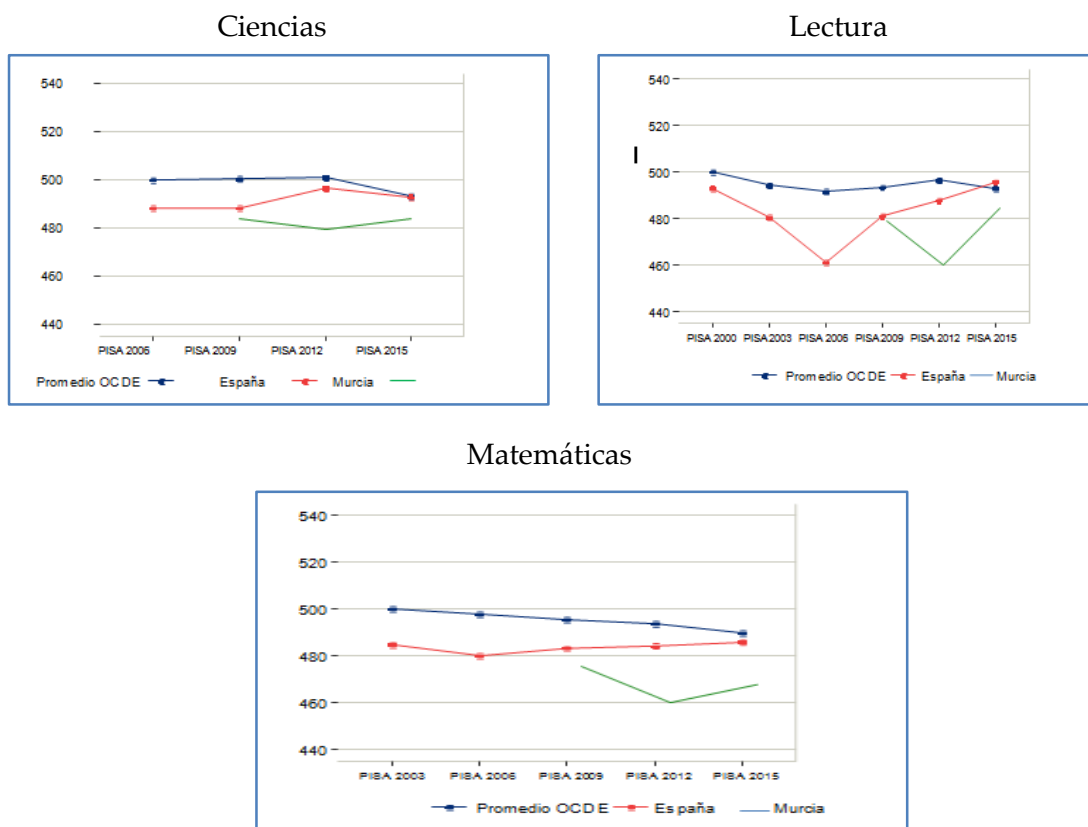 Ciencias
540
520
500
480
460
440
PISA 2006 PISA 2009 PISA 2012 PISA 2015
Promedio OCDE España Murcia
Lectura
540
520
500
480
460
440
PISA 2000 PISA 2003 PISA 2006 PISA 2009 PISA 2012 PISA 2015
Promedio OCDE España Murcia
Matemáticas
540
520
500
480
460
440
PISA 2003 PISA 2006 PISA 2009 PISA 2012 PISA 2015
Promedio OCDE España Murcia